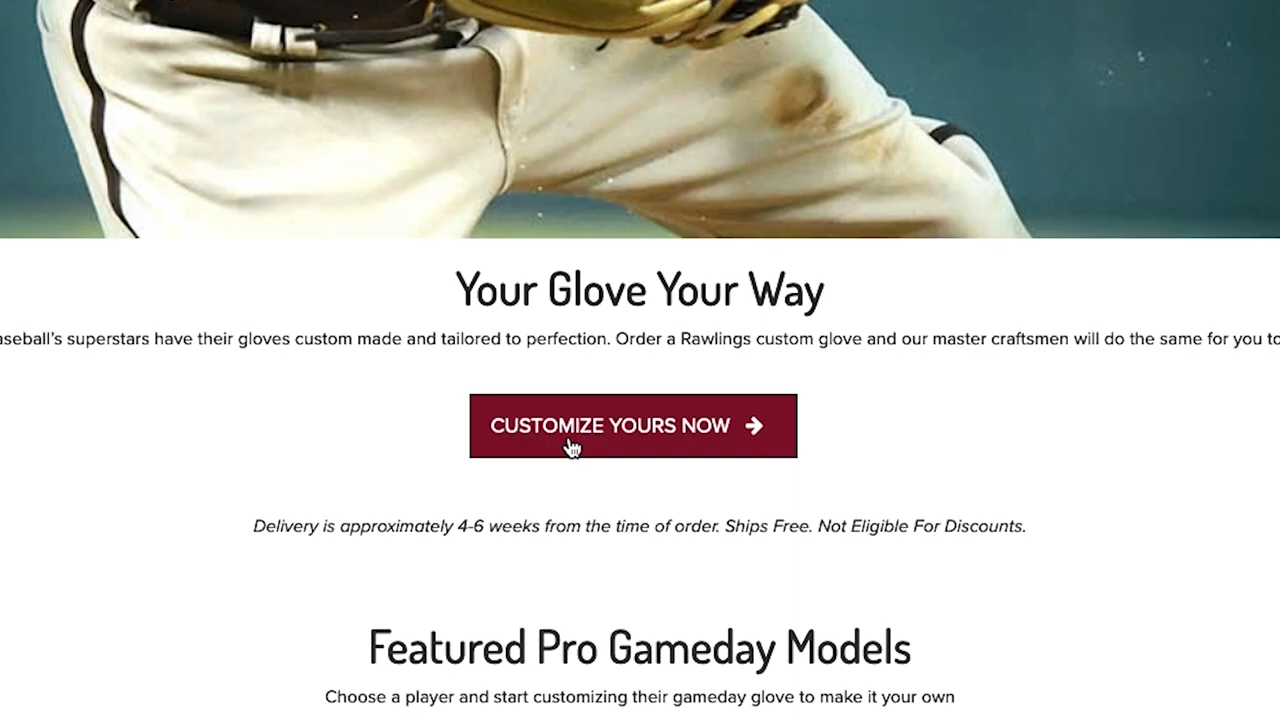 Your Glove Your Way
aseball's superstars have their gloves custom made and tailored to perfection. Order a Rawlings custom glove and our master craftsmen will do the same for you to
CUSTOMIZE YOURS NOW
Delivery is approximately 4-6 weeks from the time of order. Ships Free. Not Eligible For Discounts.
Featured Pro Gameday Models
Choose a player and start customizing their gameday glove to make it your own